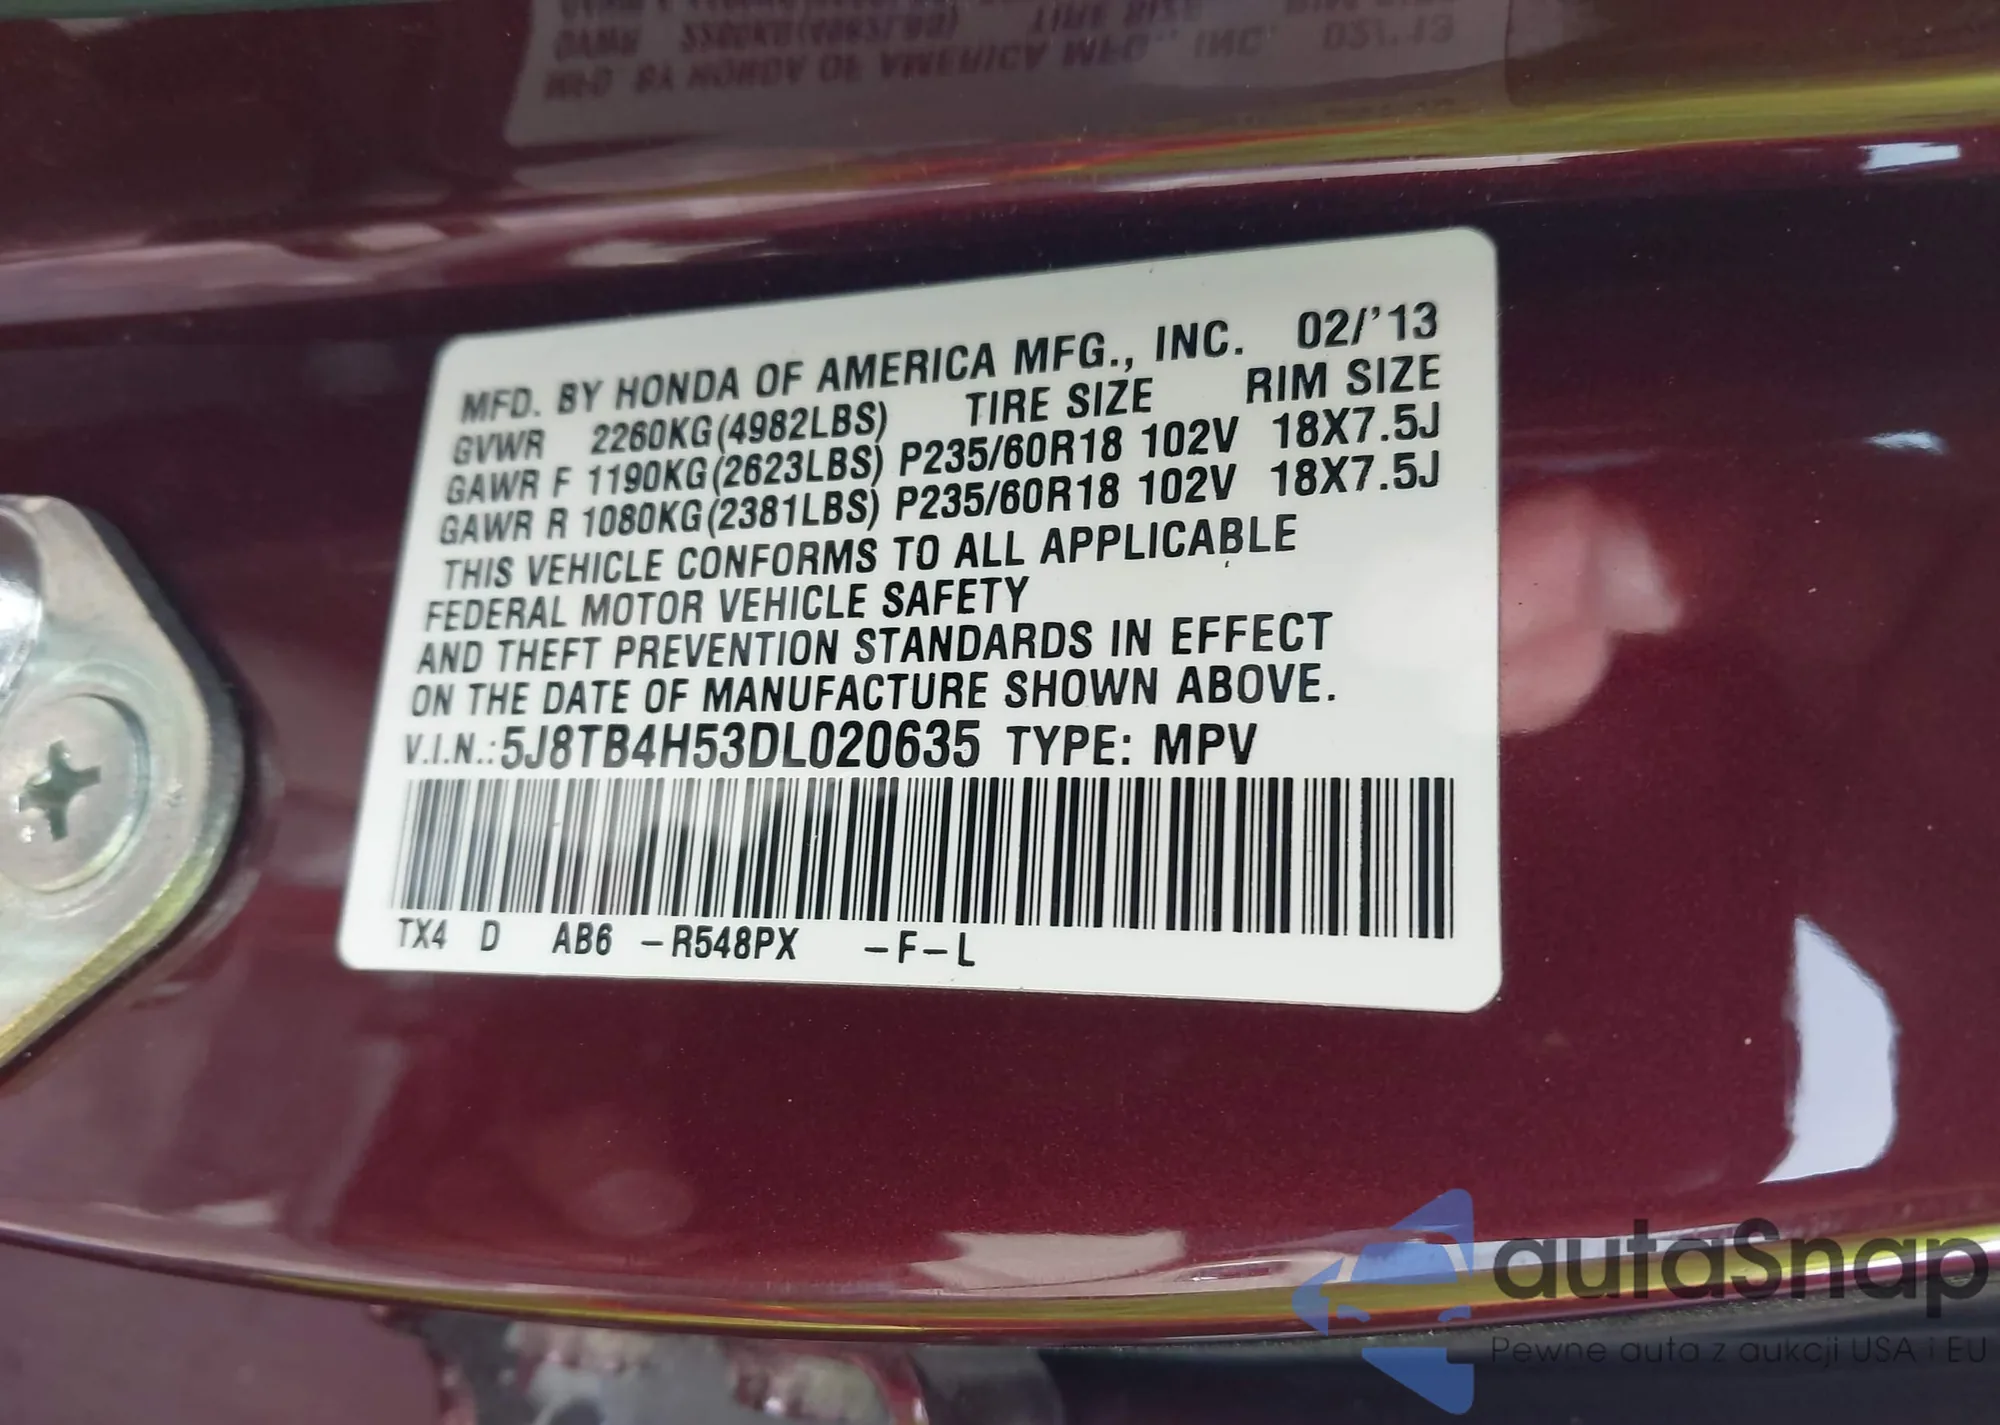 MFD. BY HONDA OF AMERICA MFG., INC. 02/'13
GVWR 2260KG(4982LBS) TIRE SIZE RIM SIZE
GAWR F 1190KG(2623LBS) P235/60R18 102V 18X7.5J
GAWR R 1080KG(2381LBS) P235/60R18 102V 18X7.5J
THIS VEHICLE CONFORMS TO ALL APPLICABLE
FEDERAL MOTOR VEHICLE SAFETY
AND THEFT PREVENTION STANDARDS IN EFFECT
ON THE DATE OF MANUFACTURE SHOWN ABOVE.
V.I.N.:5J8TB4H53DL020635 TYPE: MPV
TX4 D AB6 -R548PX -F-L
autaSnap
Pewne auta z aukcji USA i EU